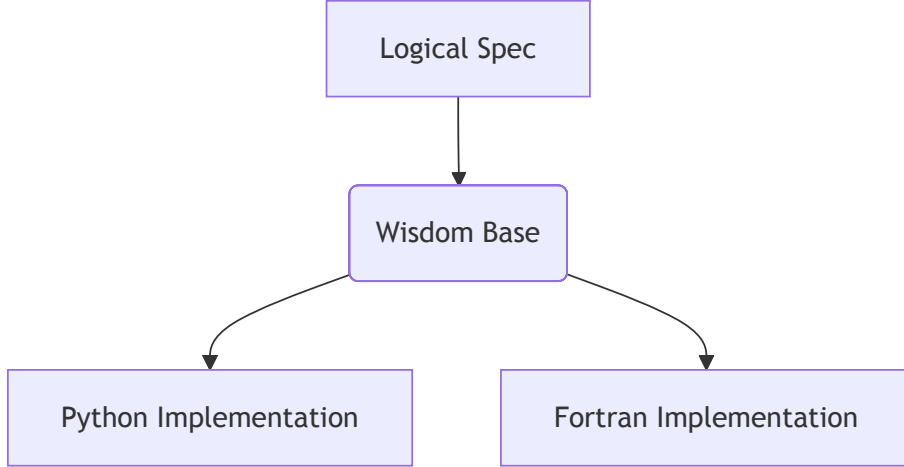 Logical Spec
Wisdom Base
Python Implementation
Fortran Implementation